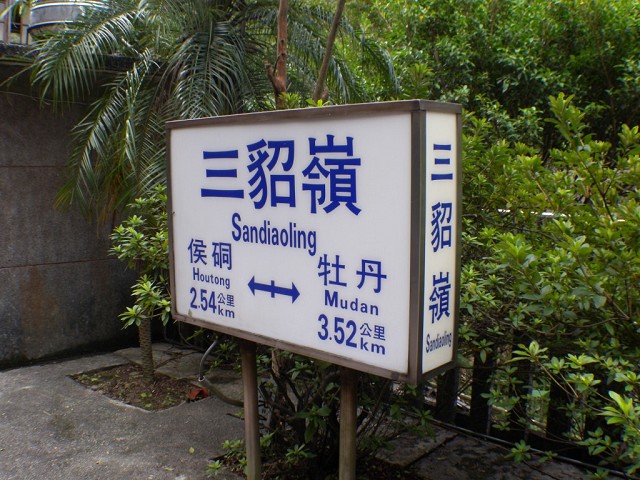 三貂嶺
Sandiaoling
侯硐
Houtong
2.54公里
km
牡丹
Mudan
3.52公里
km
三貂嶺
Sandiaoling